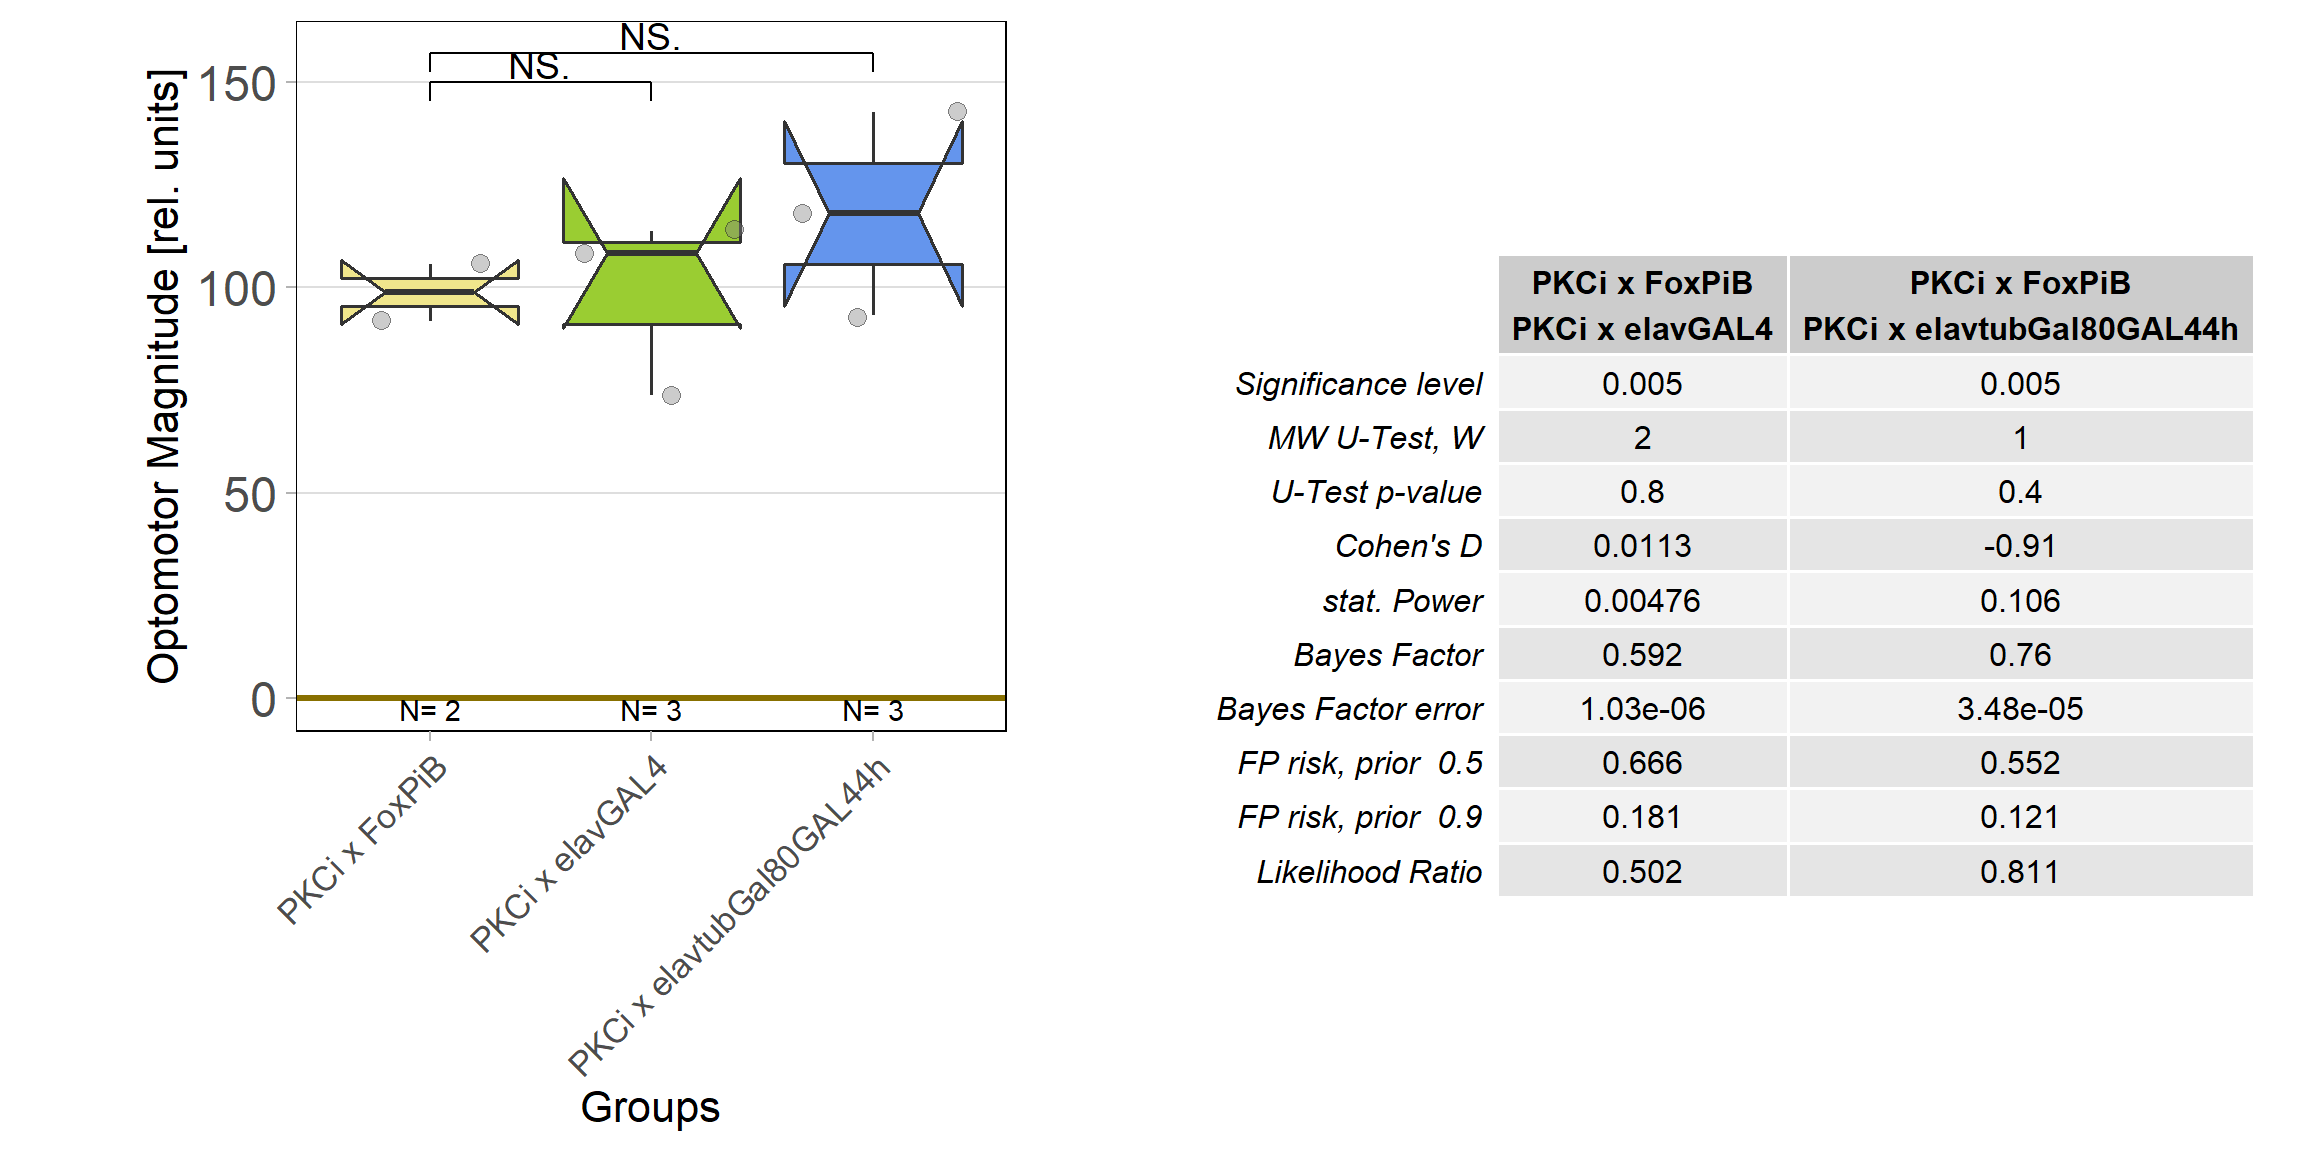 NS.
NS.
Optomotor Magnitude [rel. units]
150
100
50
0
N= 2 N= 3 N= 3
PKCi x FoxPiB
PKCi x elavGAL4
PKCi x elavtubGal80GAL44h
Groups
PKCi x FoxPiB PKCi x FoxPiB
PKCi x elavGAL4 PKCi x elavtubGal80GAL44h
Significance level 0.005 0.005
MW U-Test, W 2 1
U-Test p-value 0.8 0.4
Cohen's D 0.0113 -0.91
stat. Power 0.00476 0.106
Bayes Factor 0.592 0.76
Bayes Factor error 1.03e-06 3.48e-05
FP risk, prior 0.5 0.666 0.552
FP risk, prior 0.9 0.181 0.121
Likelihood Ratio 0.502 0.811